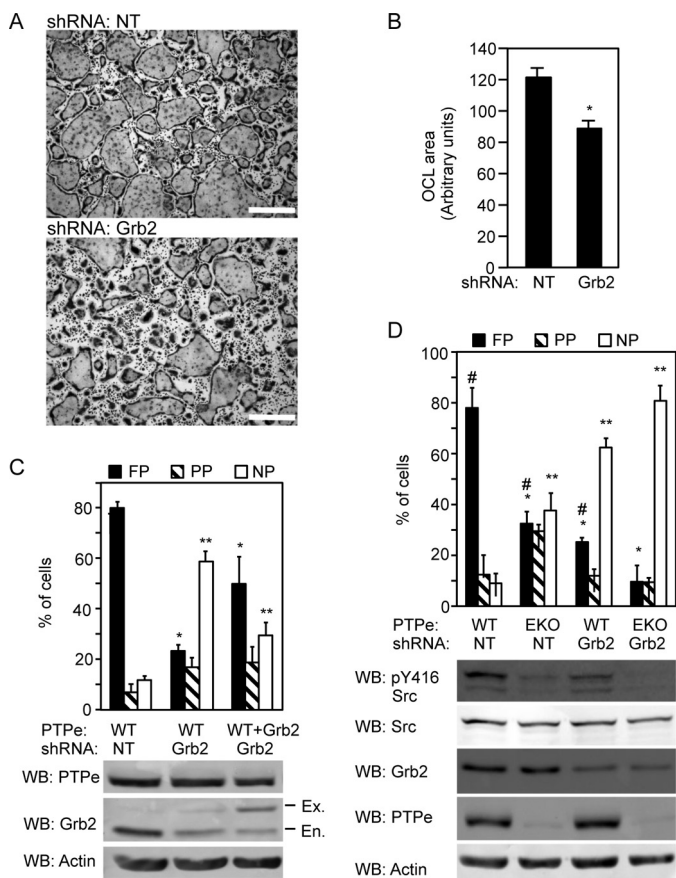 A
shRNA: NT
shRNA: Grb2
B
OCL area
(Arbitrary units)
140
120
100
80
60
40
20
0
*
shRNA: NT Grb2
C
FP PP NP
% of cells
80
60
40
20
0
* ** * **
PTPe: WT WT WT+Grb2
shRNA: NT Grb2 Grb2
WB: PTPe
WB: Grb2
Ex.
En.
WB: Actin
D
FP PP NP
% of cells
100
80
60
40
20
0
# # * ** # * ** * **
PTPe: WT EKO WT EKO
shRNA: NT NT Grb2 Grb2
WB: pY416
Src
WB: Src
WB: Grb2
WB: PTPe
WB: Actin